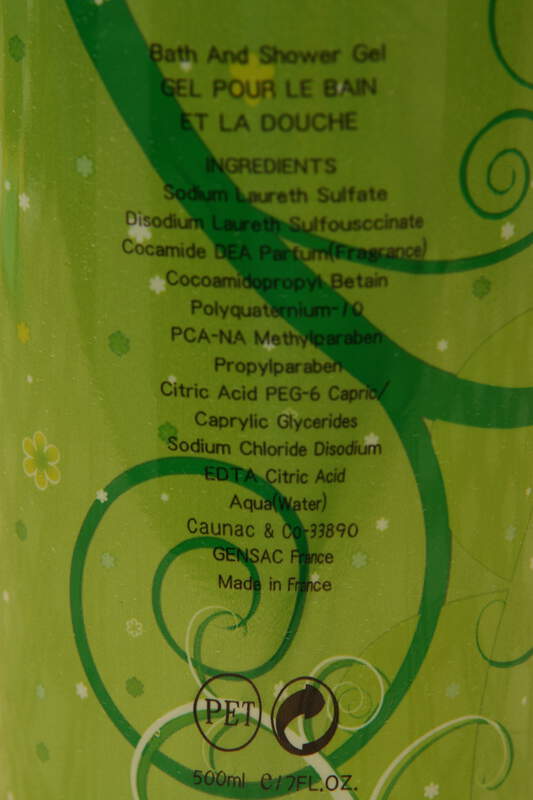 Bath And Shower Gel
GEL POUR LE BAIN
ET LA DOUCHE
INGREDIENTS
Sodium Laureth Sulfate
Disodium Laureth Sulfousccinate
Cocamide DEA Parfum(Fragrance)
Cocoamidopropyl Betain
Polyquaternium-10
PCA-NA Methylparaben
Propylparaben
Citric Acid PEG-6 Capric/
Caprylic Glycerides
Sodium Chloride Disodium
EDTA Citric Acid
Aqua(Water)
Caunac & Co-33890
GENSAC France
Made in France
PET
500ml e/7FL.OZ.